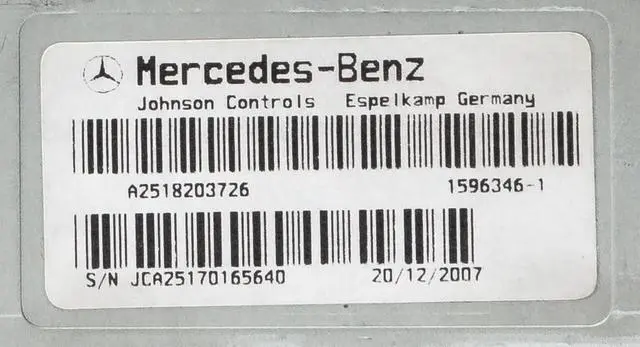 Mercedes-Benz
Johnson Controls Espelkamp Germany
A2518203726 1596346-1
S/N JCA25170165640 20/12/2007